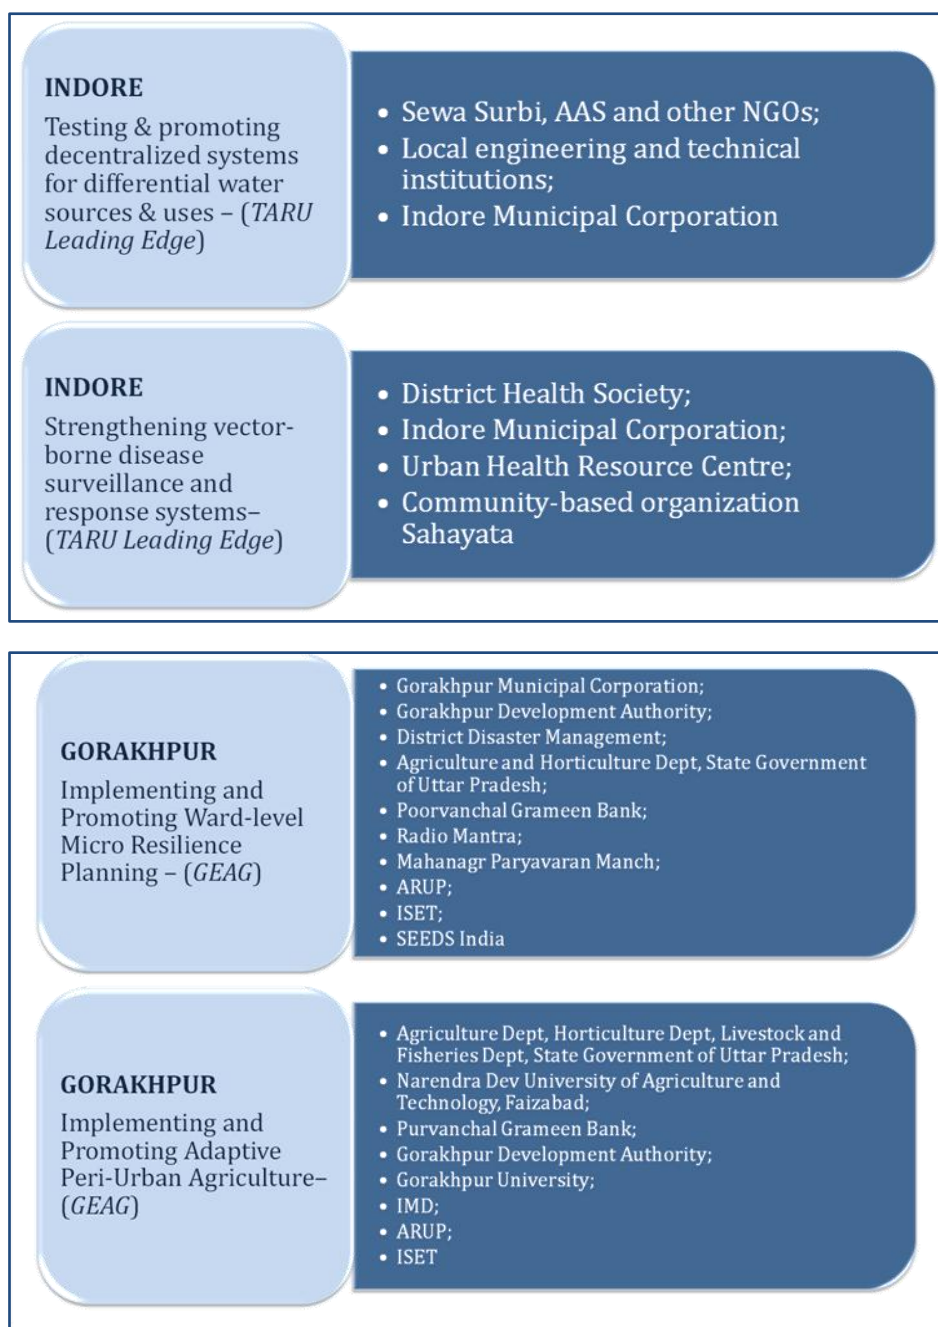 INDORE
Testing & promoting
decentralized systems
for differential water
sources & uses – (TARU
Leading Edge)
• Sewa Surbi, AAS and other NGOs;
• Local engineering and technical
institutions;
• Indore Municipal Corporation
INDORE
Strengthening vector-
borne disease
surveillance and
response systems–
(TARU Leading Edge)
• District Health Society;
• Indore Municipal Corporation;
• Urban Health Resource Centre;
• Community-based organization
Sahayata
GORAKHPUR
Implementing and
Promoting Ward-level
Micro Resilience
Planning – (GEAG)
• Gorakhpur Municipal Corporation;
• Gorakhpur Development Authority;
• District Disaster Management;
• Agriculture and Horticulture Dept, State Government
of Uttar Pradesh;
• Poorvanchal Grameen Bank;
• Radio Mantra;
• Mahanagr Paryavaran Manch;
• ARUP;
• ISET;
• SEEDS India
GORAKHPUR
Implementing and
Promoting Adaptive
Peri-Urban Agriculture–
(GEAG)
• Agriculture Dept, Horticulture Dept, Livestock and
Fisheries Dept, State Government of Uttar Pradesh;
• Narendra Dev University of Agriculture and
Technology, Faizabad;
• Purvanchal Grameen Bank;
• Gorakhpur Development Authority;
• Gorakhpur University;
• IMD;
• ARUP;
• ISET